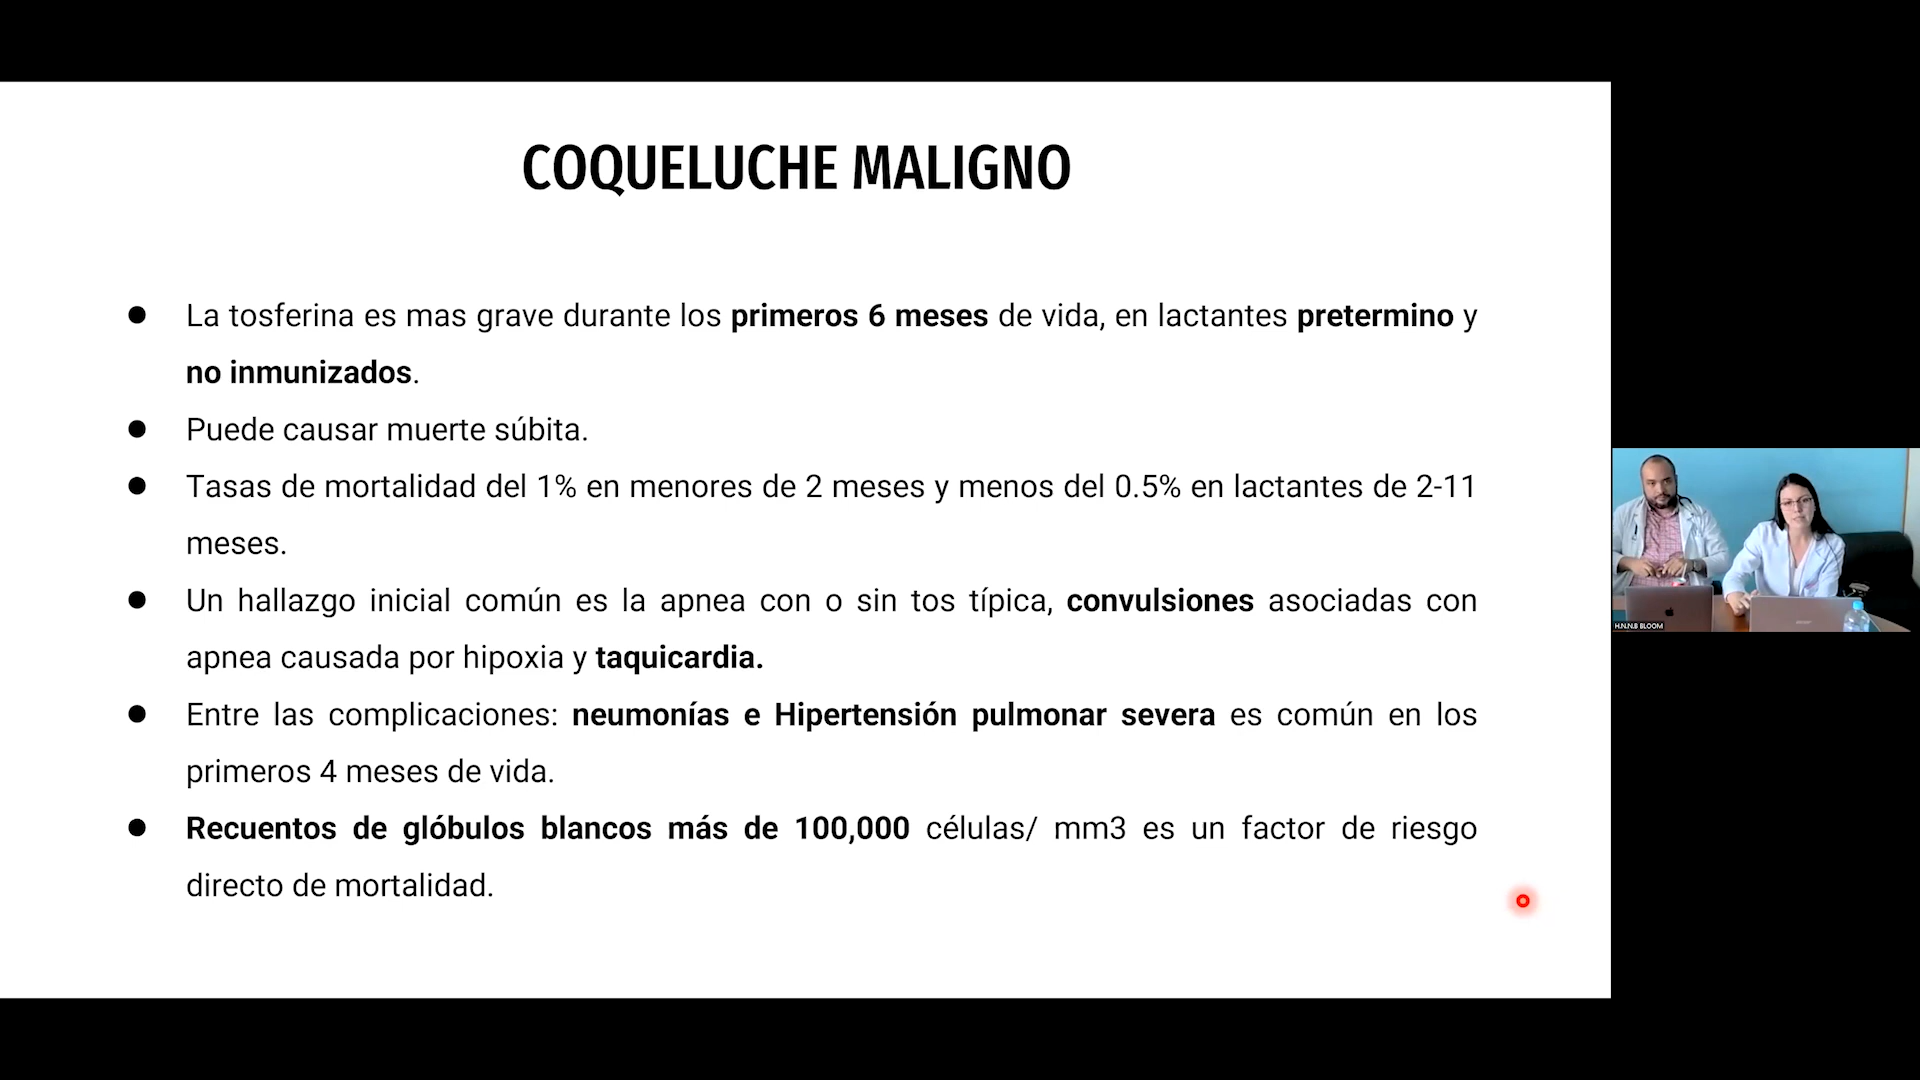 COQUELUCHE MALIGNO
● La tosferina es mas grave durante los primeros 6 meses de vida, en lactantes pretermino y
no inmunizados.
● Puede causar muerte súbita.
● Tasas de mortalidad del 1% en menores de 2 meses y menos del 0.5% en lactantes de 2-11
meses.
● Un hallazgo inicial común es la apnea con o sin tos típica, convulsiones asociadas con
apnea causada por hipoxia y taquicardia.
● Entre las complicaciones: neumonías e Hipertensión pulmonar severa es común en los
primeros 4 meses de vida.
● Recuentos de glóbulos blancos más de 100,000 células/ mm3 es un factor de riesgo
directo de mortalidad.
H.N.N.B BLOOM